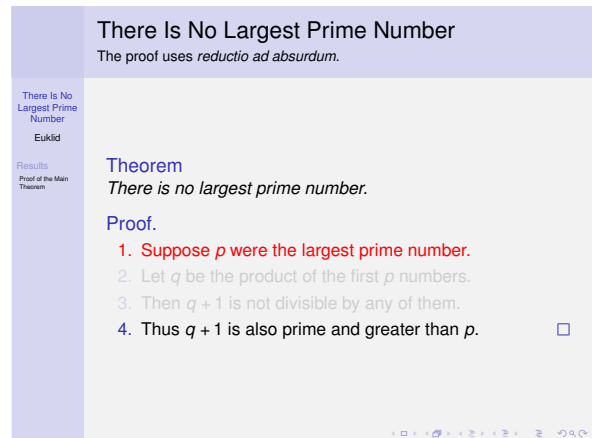 There Is No Largest Prime Number
The proof uses reductio ad absurdum.
There Is No
Largest Prime
Number
Euklid
Results
Proof of the Main
Theorem
Theorem
There is no largest prime number.
Proof.
1. Suppose p were the largest prime number.
2. Let q be the product of the first p numbers.
3. Then q + 1 is not divisible by any of them.
4. Thus q + 1 is also prime and greater than p. □